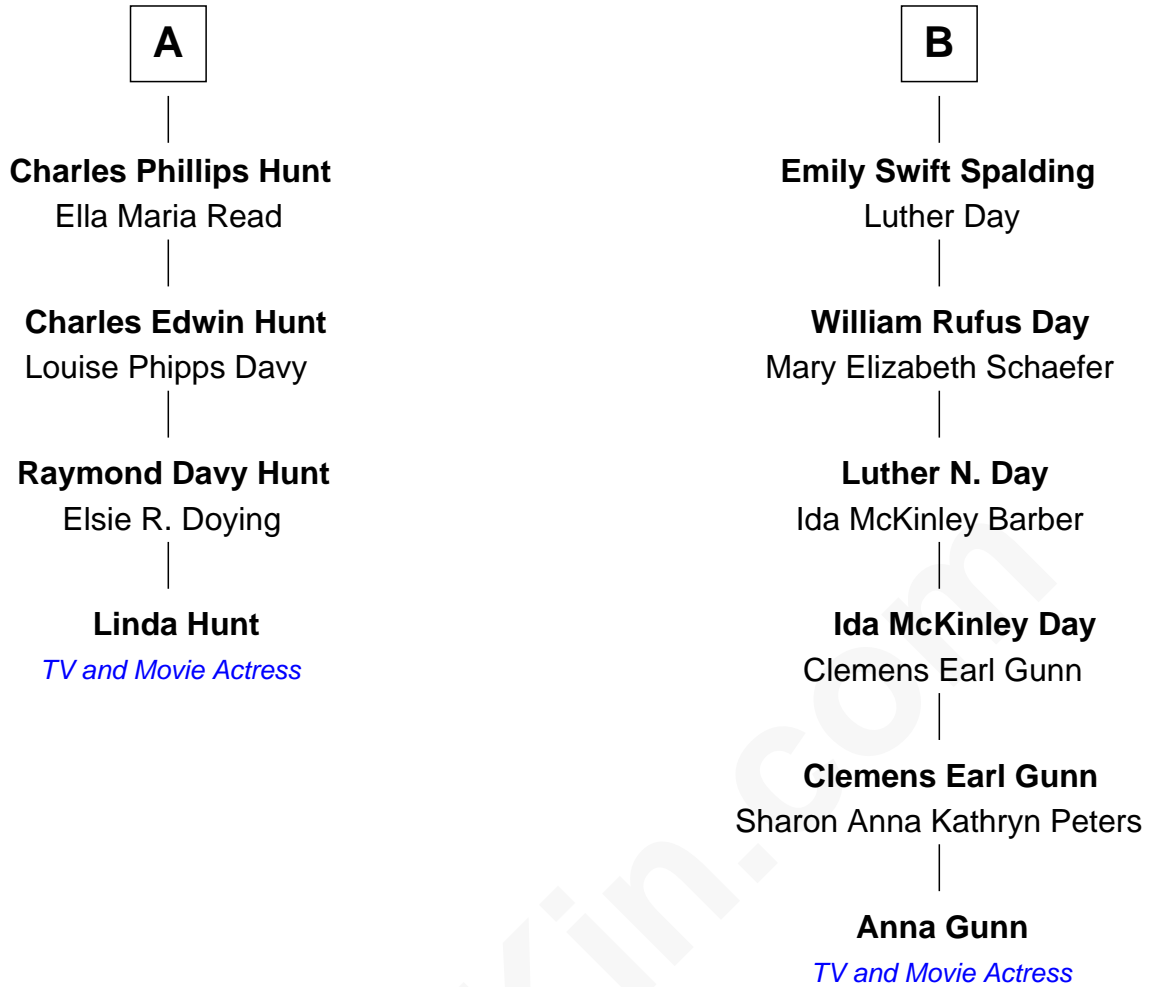 A
Charles Phillips Hunt
Ella Maria Read
Charles Edwin Hunt
Louise Phipps Davy
Raymond Davy Hunt
Elsie R. Doying
Linda Hunt
TV and Movie Actress
B
Emily Swift Spalding
Luther Day
William Rufus Day
Mary Elizabeth Schaefer
Luther N. Day
Ida McKinley Barber
Ida McKinley Day
Clemens Earl Gunn
Clemens Earl Gunn
Sharon Anna Kathryn Peters
Anna Gunn
TV and Movie Actress
Kin.com